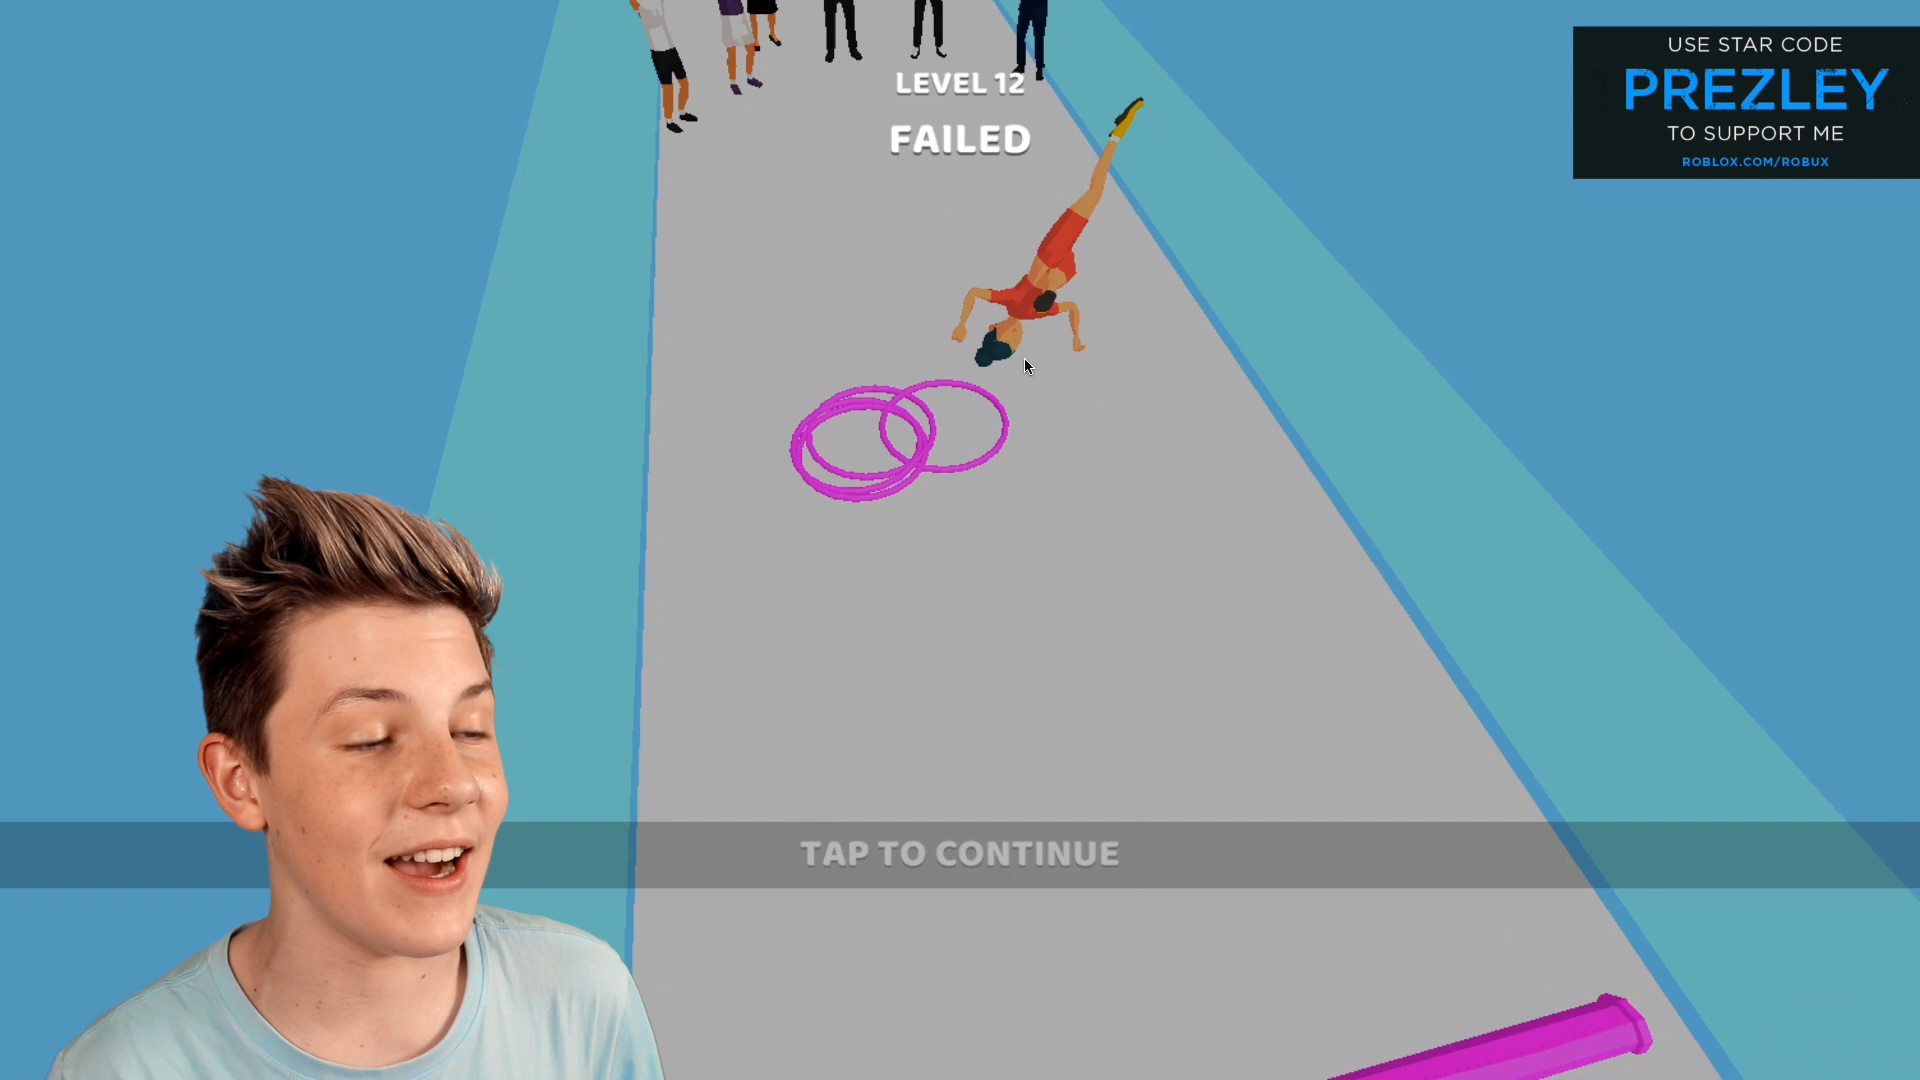 LEVEL 12
FAILED
USE STAR CODE
PREZLEY
TO SUPPORT ME
ROBLOX.COM/ROBUX
TAP TO CONTINUE